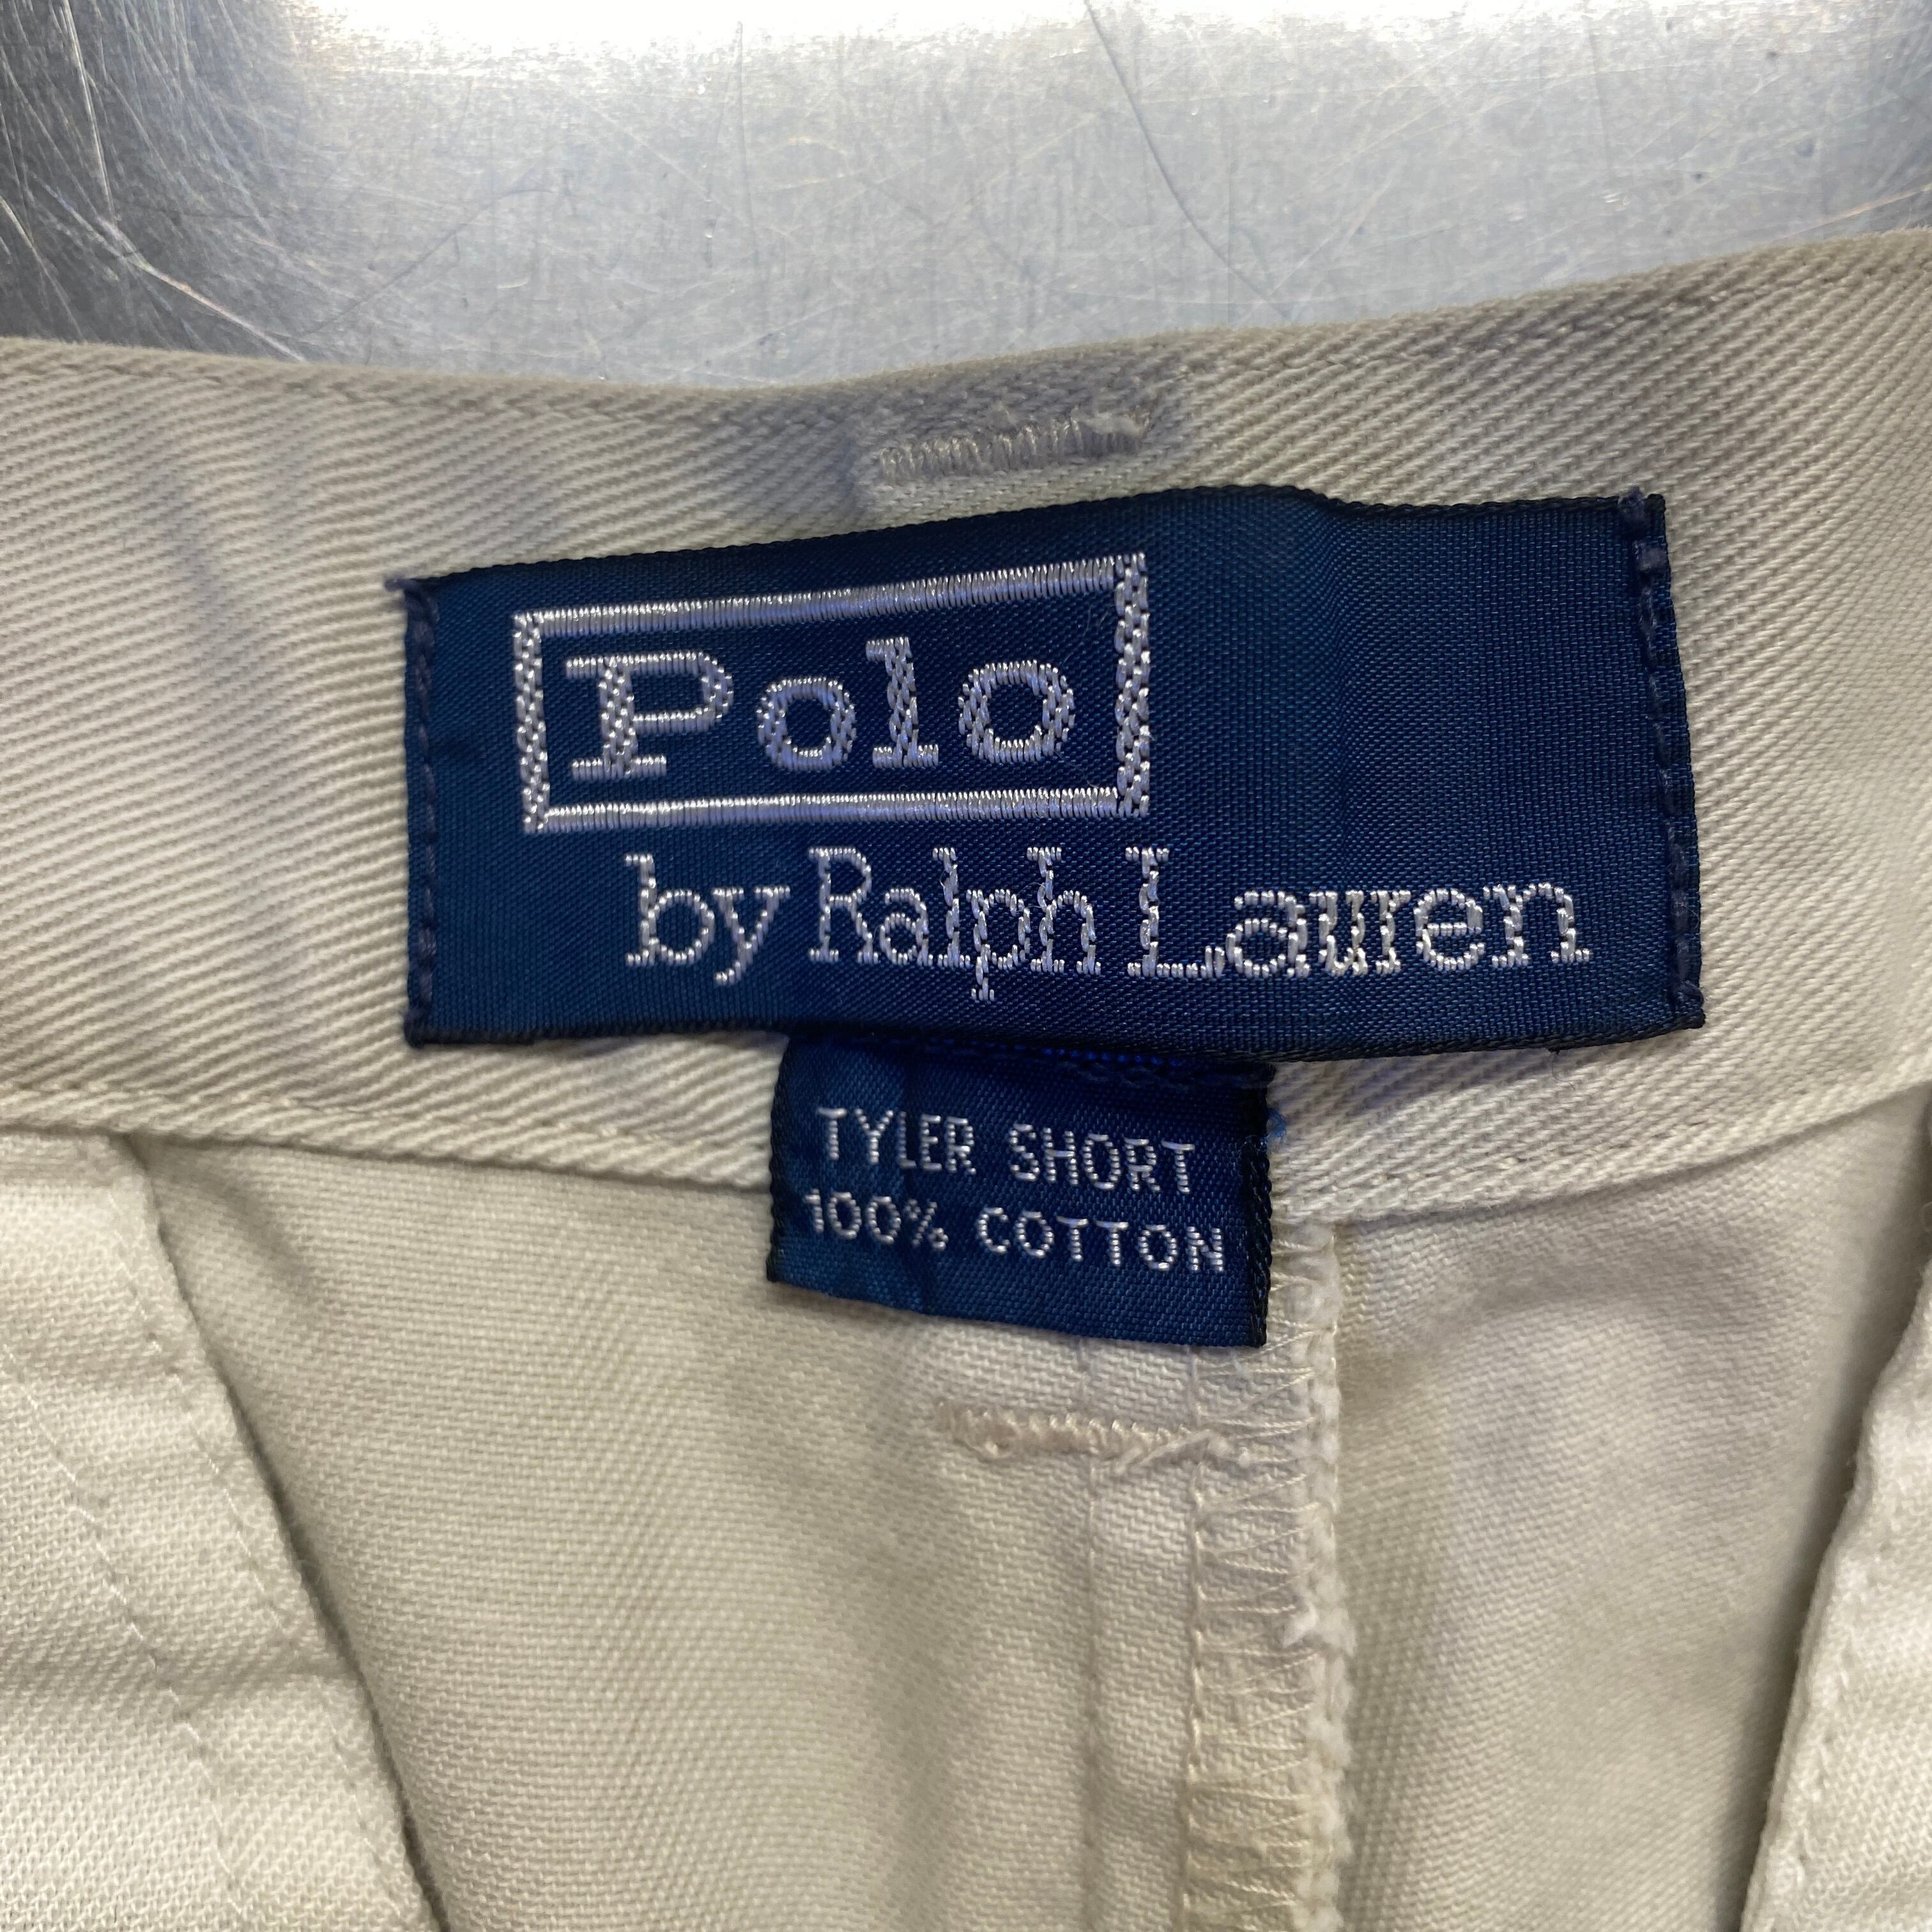 Polo
by Ralph Lauren
TYLER SHORT
100% COTTON